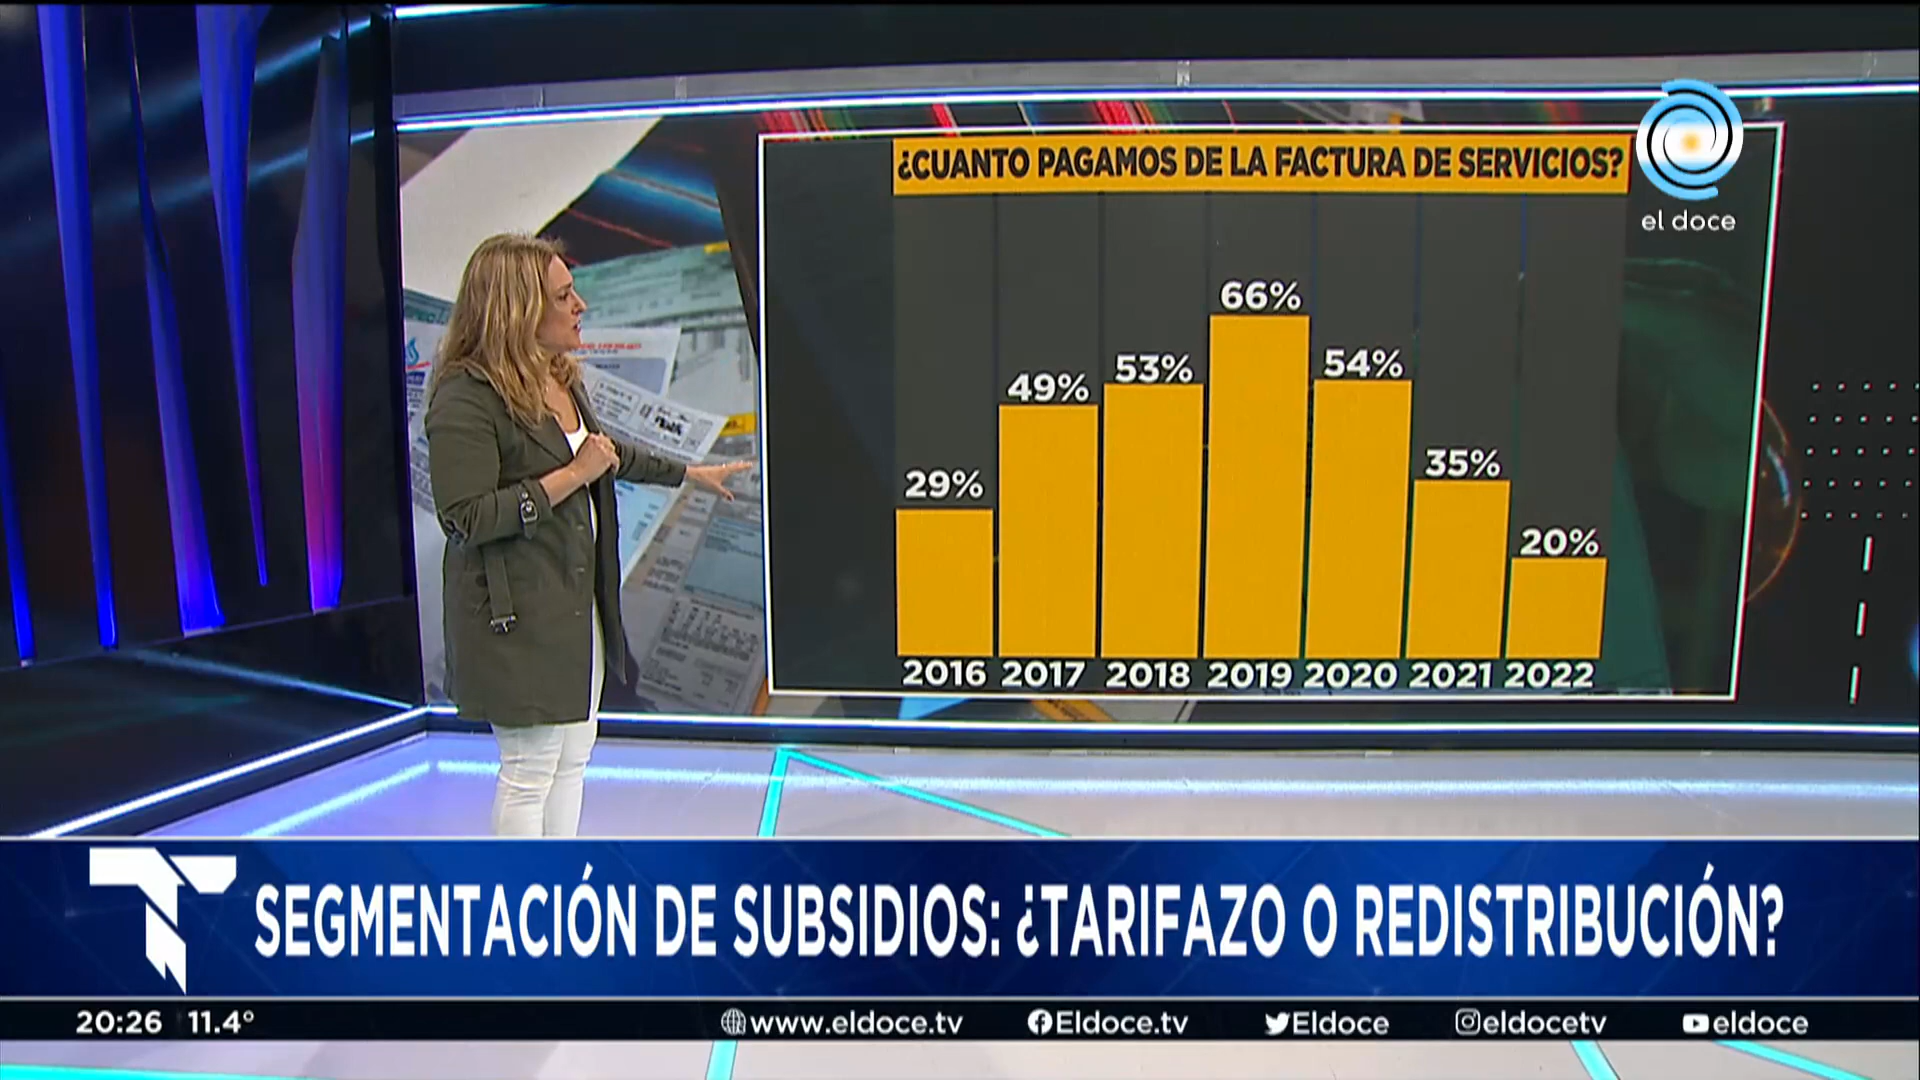 ¿CUANTO PAGAMOS DE LA FACTURA DE SERVICIOS?
el doce
66%
54%
53%
49%
35%
29%
20%
2016 2017 2018 2019 2020 2021 2022
SEGMENTACIÓN DE SUBSIDIOS: ¿TARIFAZO O REDISTRIBUCIÓN?
20:26 11.4° www.eldoce.tv Eldoce.tv Eldoce eldocetv eldoce